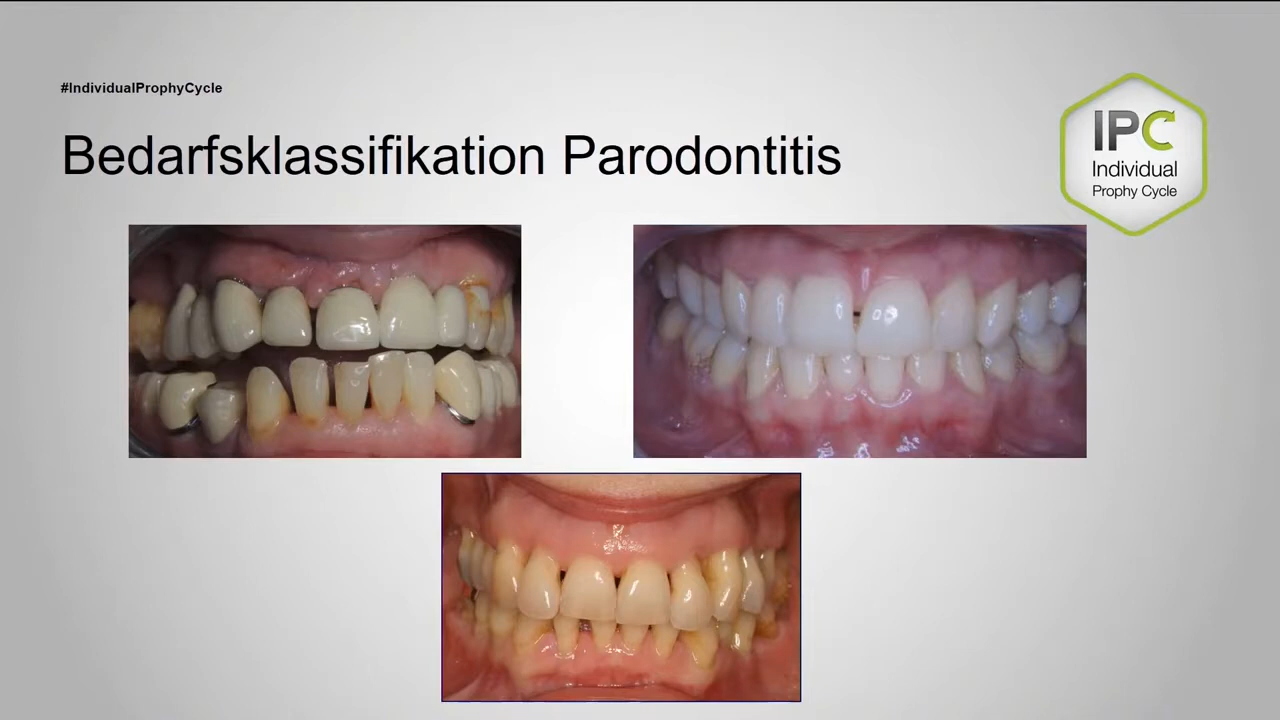 #IndividualProphyCycle
Bedarfsklassifikation Parodontitis
IPC
Individual
Prophy Cycle